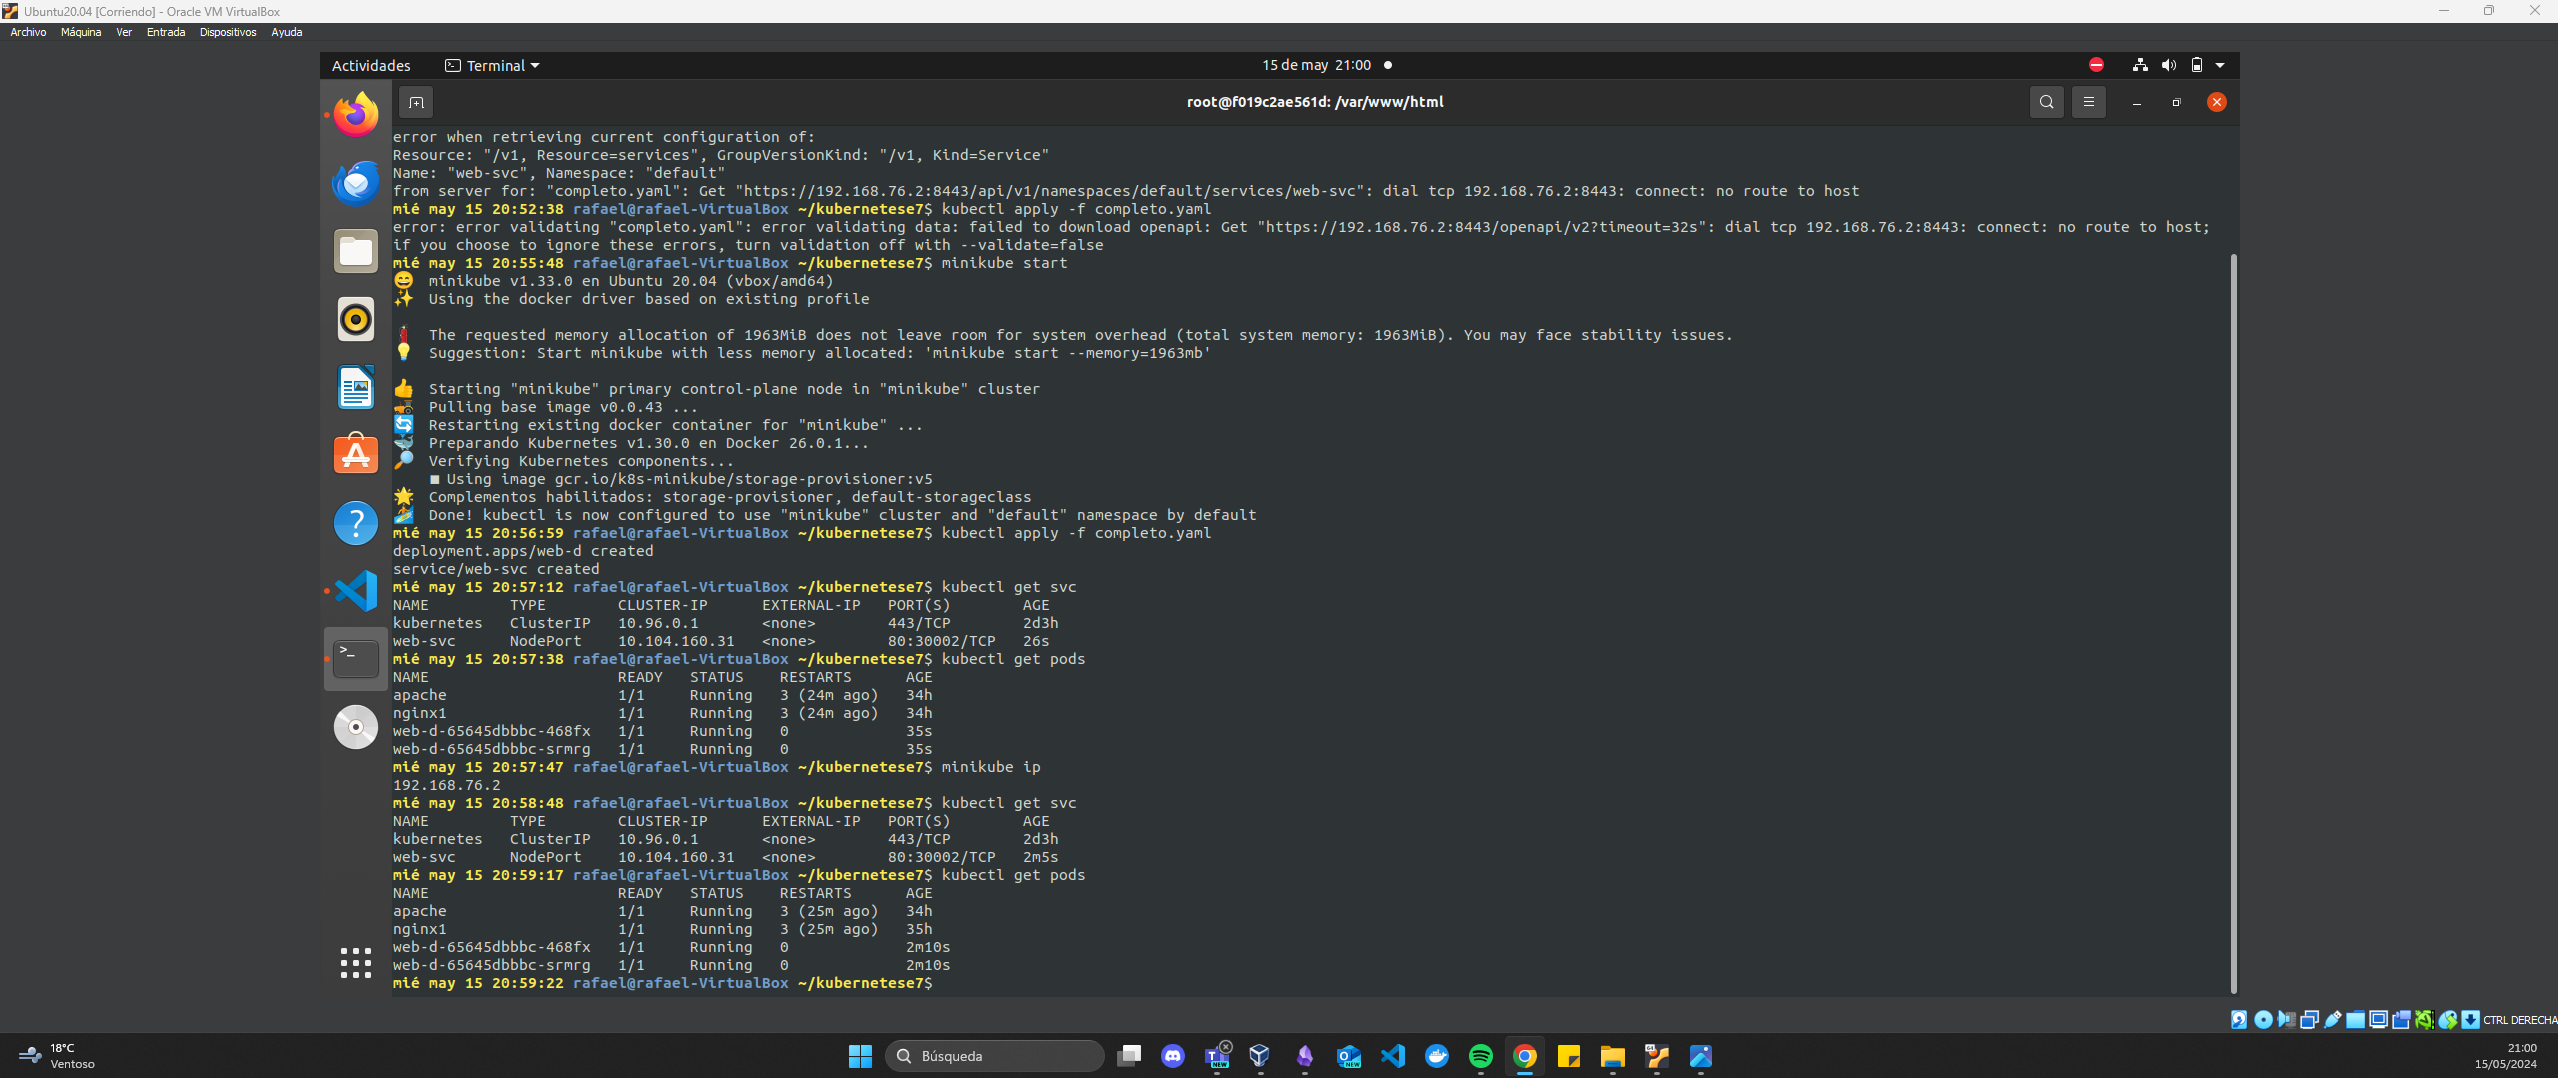 Ubuntu20.04 [Corriendo] - Oracle VM VirtualBox
Archivo Máquina Ver Entrada Dispositivos Ayuda
Actividades Terminal 15 de may 21:00
root@f019c2ae561d: /var/www/html
error when retrieving current configuration of:
Resource: "/v1, Resource=services", GroupVersionKind: "/v1, Kind=Service"
Name: "web-svc", Namespace: "default"
from server for: "completo.yaml": Get "https://192.168.76.2:8443/api/v1/namespaces/default/services/web-svc": dial tcp 192.168.76.2:8443: connect: no route to host
mié may 15 20:52:38 rafael@rafael-VirtualBox ~/kubernetese7$ kubectl apply -f completo.yaml
error: error validating "completo.yaml": error validating data: failed to download openapi: Get "https://192.168.76.2:8443/openapi/v2?timeout=32s": dial tcp 192.168.76.2:8443: connect: no route to host;
if you choose to ignore these errors, turn validation off with --validate=false
mié may 15 20:55:48 rafael@rafael-VirtualBox ~/kubernetese7$ minikube start
minikube v1.33.0 en Ubuntu 20.04 (vbox/amd64)
Using the docker driver based on existing profile
The requested memory allocation of 1963MiB does not leave room for system overhead (total system memory: 1963MiB). You may face stability issues.
Suggestion: Start minikube with less memory allocated: 'minikube start --memory=1963mb'
Starting "minikube" primary control-plane node in "minikube" cluster
Pulling base image v0.0.43 ...
Restarting existing docker container for "minikube" ...
Preparando Kubernetes v1.30.0 en Docker 26.0.1...
Verifying Kubernetes components...
■ Using image gcr.io/k8s-minikube/storage-provisioner:v5
Complementos habilitados: storage-provisioner, default-storageclass
Done! kubectl is now configured to use "minikube" cluster and "default" namespace by default
mié may 15 20:56:59 rafael@rafael-VirtualBox ~/kubernetese7$ kubectl apply -f completo.yaml
deployment.apps/web-d created
service/web-svc created
mié may 15 20:57:12 rafael@rafael-VirtualBox ~/kubernetese7$ kubectl get svc
NAME TYPE CLUSTER-IP EXTERNAL-IP PORT(S) AGE
kubernetes ClusterIP 10.96.0.1 <none> 443/TCP 2d3h
web-svc NodePort 10.104.160.31 <none> 80:30002/TCP 26s
mié may 15 20:57:38 rafael@rafael-VirtualBox ~/kubernetese7$ kubectl get pods
NAME READY STATUS RESTARTS AGE
apache 1/1 Running 3 (24m ago) 34h
nginx1 1/1 Running 3 (24m ago) 34h
web-d-65645dbbbc-468fx 1/1 Running 0 35s
web-d-65645dbbbc-srmrg 1/1 Running 0 35s
mié may 15 20:57:47 rafael@rafael-VirtualBox ~/kubernetese7$ minikube ip
192.168.76.2
mié may 15 20:58:48 rafael@rafael-VirtualBox ~/kubernetese7$ kubectl get svc
NAME TYPE CLUSTER-IP EXTERNAL-IP PORT(S) AGE
kubernetes ClusterIP 10.96.0.1 <none> 443/TCP 2d3h
web-svc NodePort 10.104.160.31 <none> 80:30002/TCP 2m5s
mié may 15 20:59:17 rafael@rafael-VirtualBox ~/kubernetese7$ kubectl get pods
NAME READY STATUS RESTARTS AGE
apache 1/1 Running 3 (25m ago) 34h
nginx1 1/1 Running 3 (25m ago) 35h
web-d-65645dbbbc-468fx 1/1 Running 0 2m10s
web-d-65645dbbbc-srmrg 1/1 Running 0 2m10s
mié may 15 20:59:22 rafael@rafael-VirtualBox ~/kubernetese7$
CTRL DERECHA
18°C
Ventoso
Búsqueda
21:00
15/05/2024